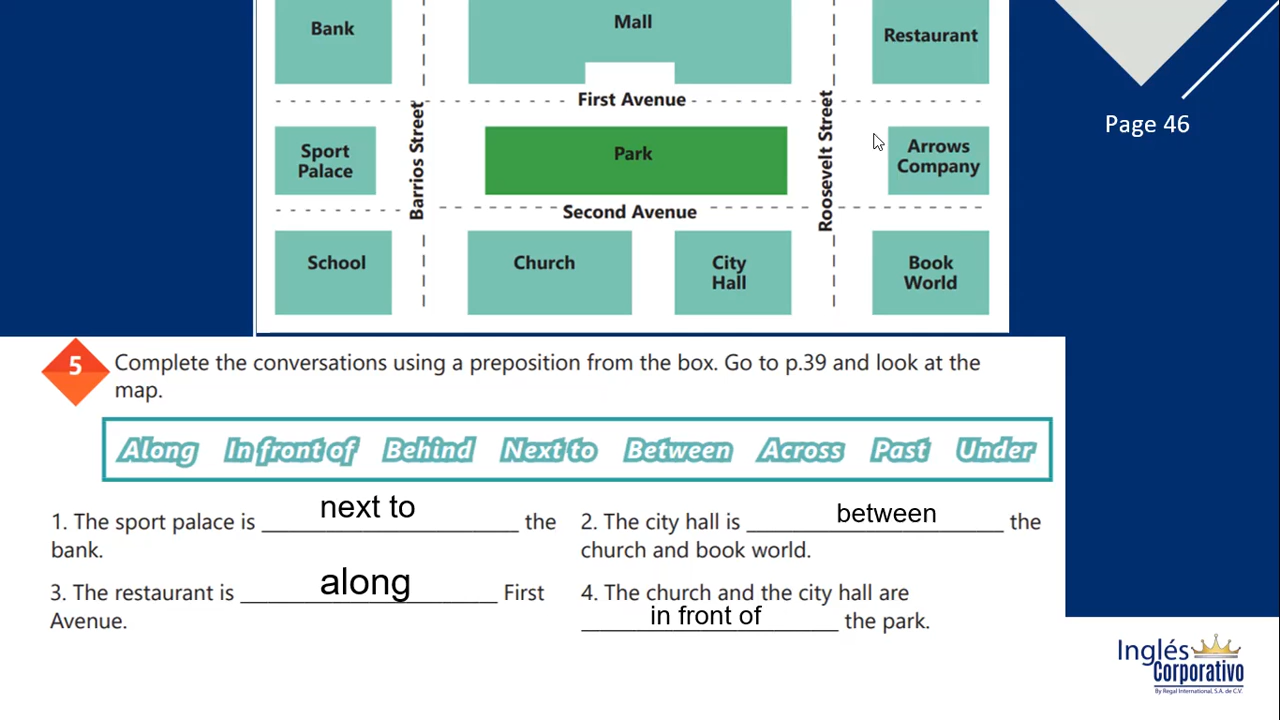 Bank
Mall
Restaurant
First Avenue
Barrios Street
Roosevelt Street
Page 46
Sport
Palace
Park
Arrows
Company
Second Avenue
School
Church
City
Hall
Book
World
5
Complete the conversations using a preposition from the box. Go to p.39 and look at the
map.
Along In front of Behind Next to Between Across Past Under
1. The sport palace is next to the
bank.
2. The city hall is between the
church and book world.
3. The restaurant is along First
Avenue.
4. The church and the city hall are
in front of the park.
Inglés
Corporativo
By Regal International, S.A. de C.V.